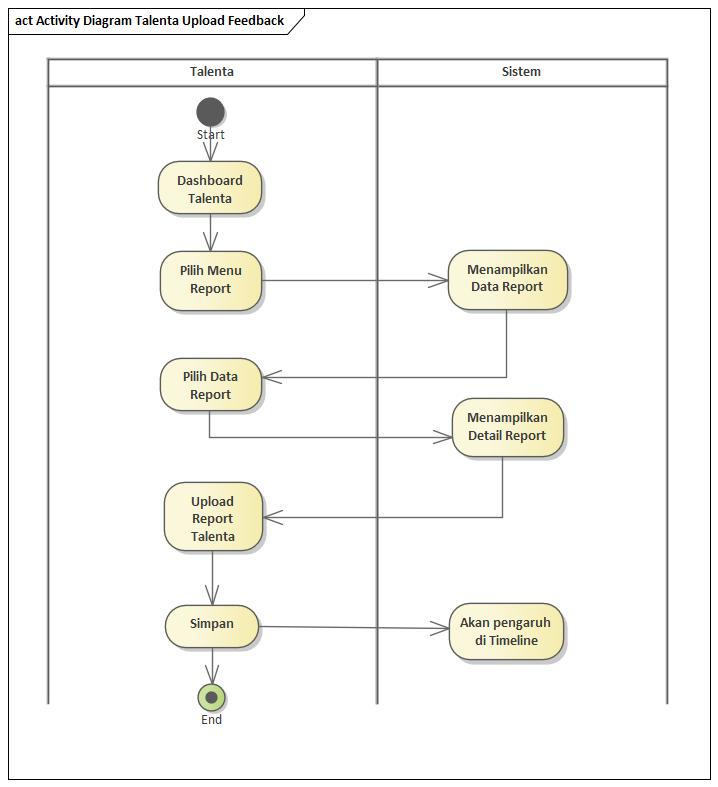 act Activity Diagram Talenta Upload Feedback
Talenta
Sistem
Start
Dashboard
Talenta
Pilih Menu
Report
Menampilkan
Data Report
Pilih Data
Report
Menampilkan
Detail Report
Upload
Report
Talenta
Simpan
Akan pengaruh
di Timeline
End